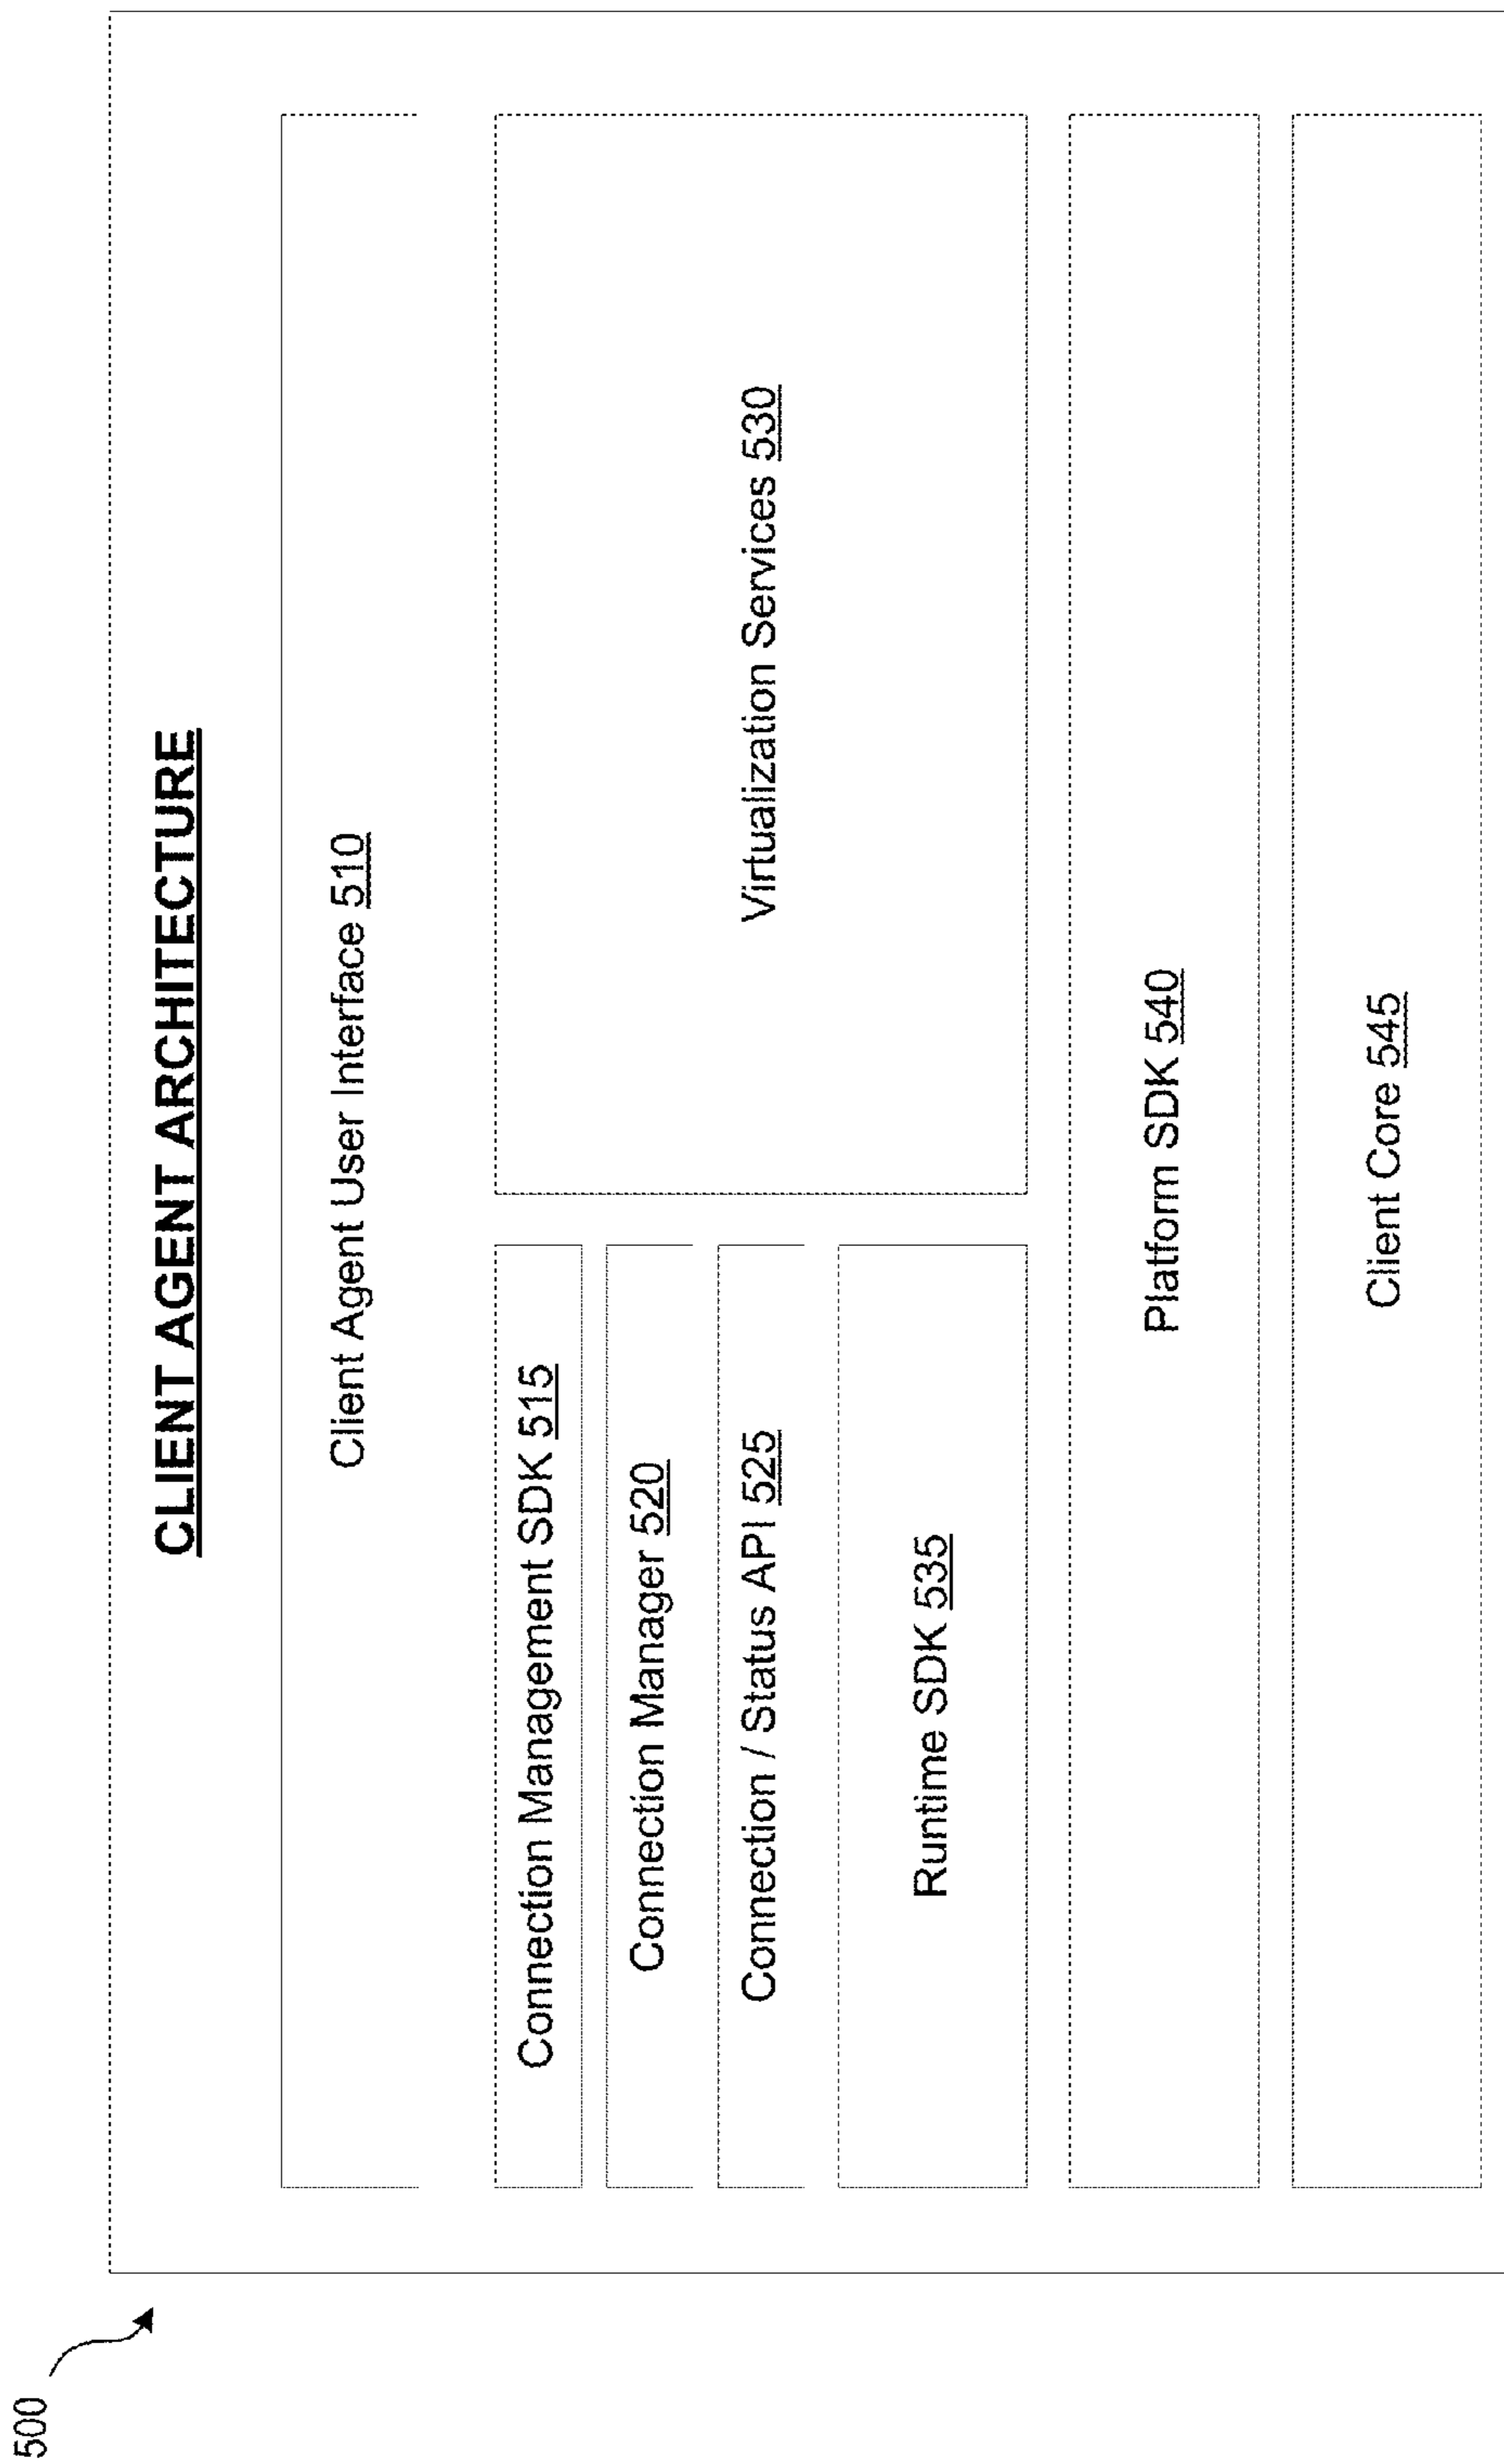 500
CLIENT AGENT ARCHITECTURE
Client Agent User Interface 510
Connection Management SDK 515
Connection Manager 520
Connection / Status API 525
Runtime SDK 535
Virtualization Services 530
Platform SDK 540
Client Core 545